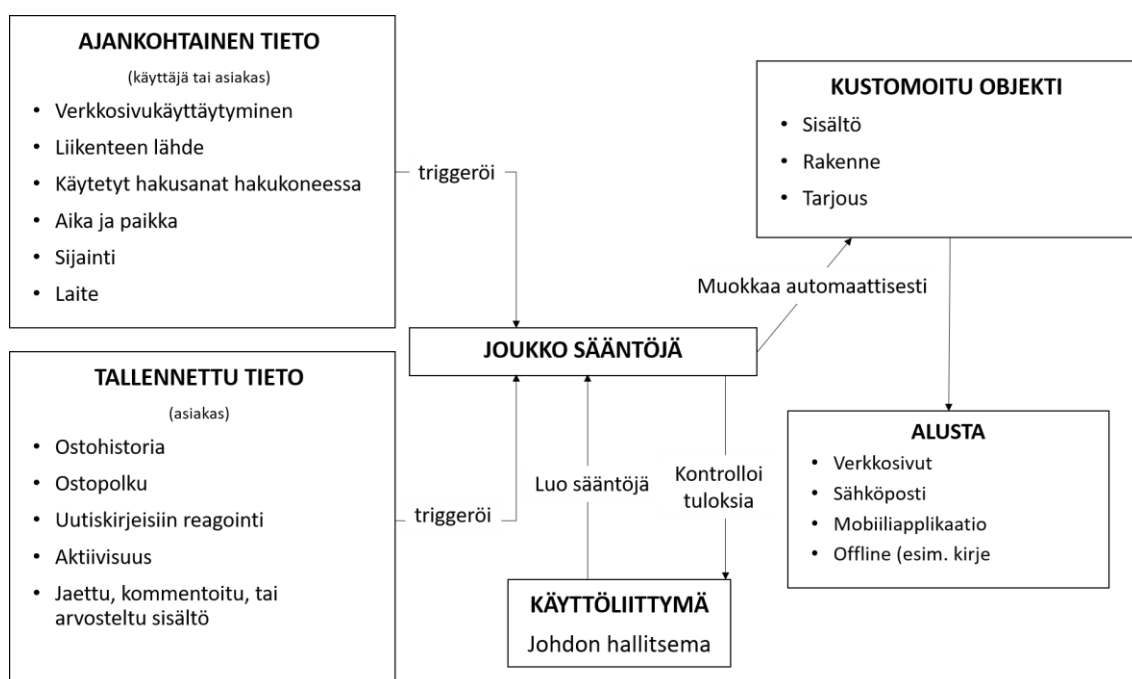 AJANKOHTAINEN TIETO
(käyttäjä tai asiakas)
• Verkkosivukäyttäytyminen
• Liikenteen lähde
• Käytetyt hakusanat hakukoneessa
• Aika ja paikka
• Sijainti
• Laite
triggeröi
TALLENNETTU TIETO
(asiakas)
• Ostohistoria
• Ostopolku
• Uutiskirjeisiin reagointi
• Aktiivisuus
• Jaettu, kommentoitu, tai
arvosteltu sisältö
triggeröi
JOUKKO SÄÄNTÖJÄ
Luo sääntöjä
Kontrolloi
tuloksia
KÄYTTÖLIITTYMÄ
Johdon hallitsema
Muokkaa automaattisesti
KUSTOMOITU OBJEKTI
• Sisältö
• Rakenne
• Tarjous
ALUSTA
• Verkkosivut
• Sähköposti
• Mobiiliapplikaatio
• Offline (esim. kirje